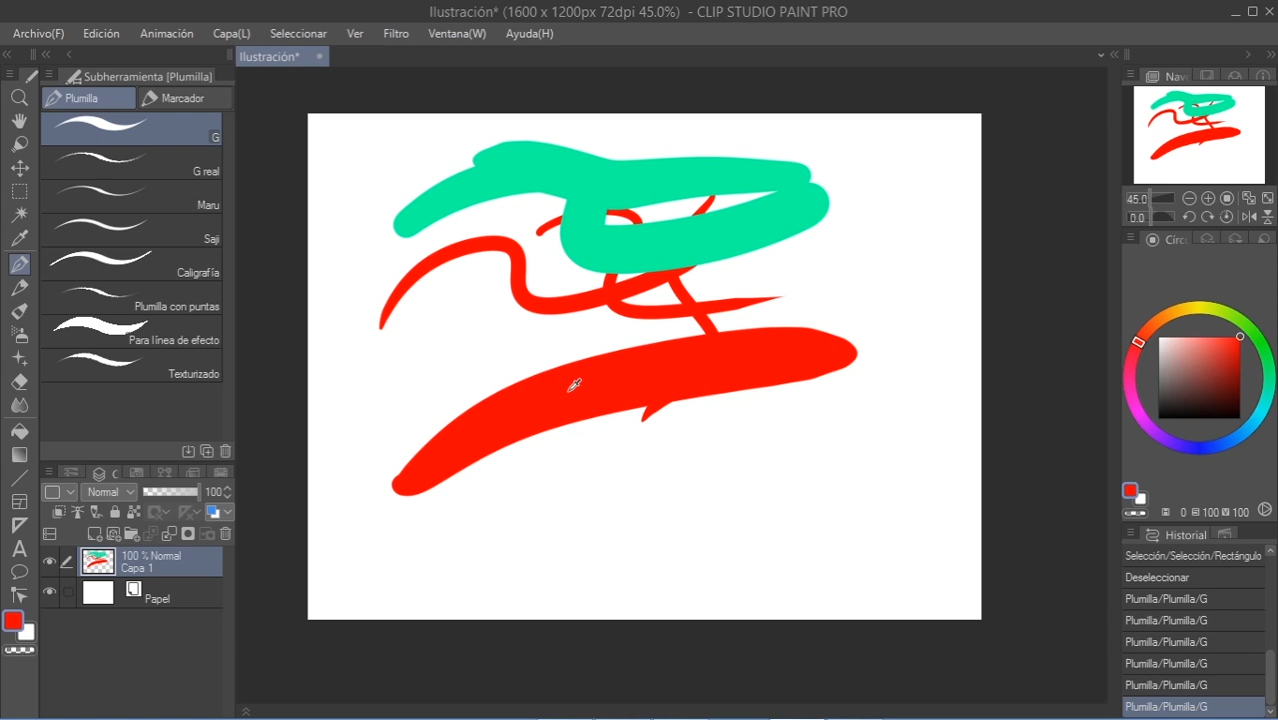 Ilustración* (1600 x 1200px 72dpi 45.0%) - CLIP STUDIO PAINT PRO
Archivo(F) Edición Animación Capa(L) Seleccionar Ver Filtro Ventana(W) Ayuda(H)
Ilustración*
Subherramienta [Plumilla]
Plumilla Marcador
G
G real
Maru
Saji
Caligrafía
Plumilla con puntas
Para línea de efecto
Texturizado
Normal 100
100 % Normal
Capa 1
Papel
A
Nave
45.0
0.0
Círc
0 100 100
Historial
Selección/Selección/Rectángulo
Deseleccionar
Plumilla/Plumilla/G
Plumilla/Plumilla/G
Plumilla/Plumilla/G
Plumilla/Plumilla/G
Plumilla/Plumilla/G
Plumilla/Plumilla/G